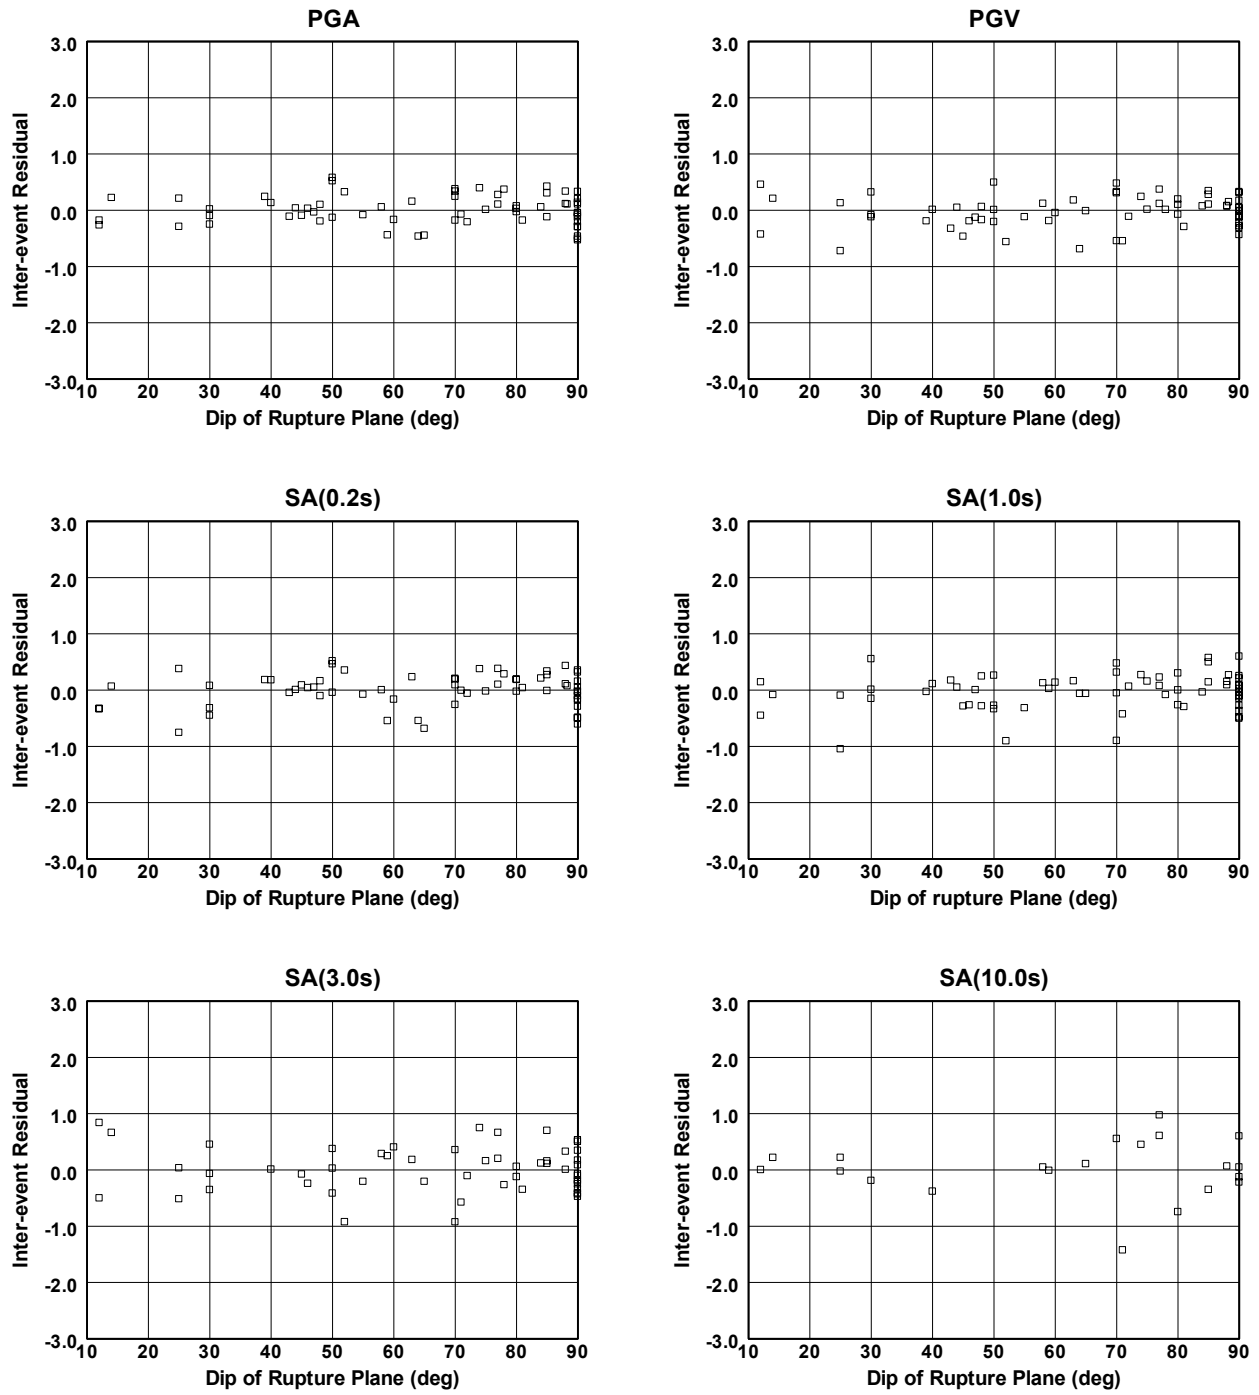 PGA
3.0
2.0
1.0
0.0
-1.0
-2.0
-3.0
10 20 30 40 50 60 70 80 90
Inter-event Residual
Dip of Rupture Plane (deg)
PGV
3.0
2.0
1.0
0.0
-1.0
-2.0
-3.0
10 20 30 40 50 60 70 80 90
Inter-event Residual
Dip of Rupture Plane (deg)
SA(0.2s)
3.0
2.0
1.0
0.0
-1.0
-2.0
-3.0
10 20 30 40 50 60 70 80 90
Inter-event Residual
Dip of Rupture Plane (deg)
SA(1.0s)
3.0
2.0
1.0
0.0
-1.0
-2.0
-3.0
10 20 30 40 50 60 70 80 90
Inter-event Residual
Dip of rupture Plane (deg)
SA(3.0s)
3.0
2.0
1.0
0.0
-1.0
-2.0
-3.0
10 20 30 40 50 60 70 80 90
Inter-event Residual
Dip of Rupture Plane (deg)
SA(10.0s)
3.0
2.0
1.0
0.0
-1.0
-2.0
-3.0
10 20 30 40 50 60 70 80 90
Inter-event Residual
Dip of Rupture Plane (deg)